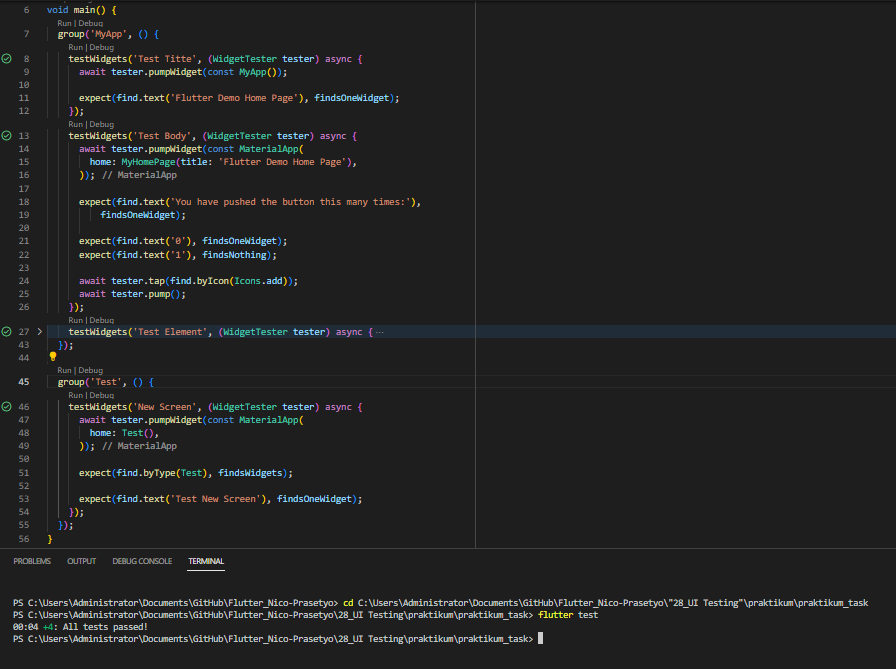 6 void main() {
Run | Debug
7 group('MyApp', () {
Run | Debug
8 testWidgets('Test Titte', (WidgetTester tester) async {
9 await tester.pumpWidget(const MyApp());
10
11 expect(find.text('Flutter Demo Home Page'), findsOneWidget);
12 });
Run | Debug
13 testWidgets('Test Body', (WidgetTester tester) async {
14 await tester.pumpWidget(const MaterialApp(
15 home: MyHomePage(title: 'Flutter Demo Home Page'),
16 )); // MaterialApp
17
18 expect(find.text('You have pushed the button this many times:'),
19 findsOneWidget);
20
21 expect(find.text('0'), findsOneWidget);
22 expect(find.text('1'), findsNothing);
23
24 await tester.tap(find.byIcon(Icons.add));
25 await tester.pump();
26 });
Run | Debug
27 testWidgets('Test Element', (WidgetTester tester) async { ...
43 });
44
Run | Debug
45 group('Test', () {
Run | Debug
46 testWidgets('New Screen', (WidgetTester tester) async {
47 await tester.pumpWidget(const MaterialApp(
48 home: Test(),
49 )); // MaterialApp
50
51 expect(find.byType(Test), findsWidgets);
52
53 expect(find.text('Test New Screen'), findsOneWidget);
54 });
55 });
56 }
PROBLEMS OUTPUT DEBUG CONSOLE TERMINAL
PS C:\Users\Administrator\Documents\GitHub\Flutter_Nico-Prasetyo> cd C:\Users\Administrator\Documents\GitHub\Flutter_Nico-Prasetyo\"28_UI Testing"\praktikum\praktikum_task
PS C:\Users\Administrator\Documents\GitHub\Flutter_Nico-Prasetyo\28_UI Testing\praktikum\praktikum_task> flutter test
00:04 +4: All tests passed!
PS C:\Users\Administrator\Documents\GitHub\Flutter_Nico-Prasetyo\28_UI Testing\praktikum\praktikum_task>